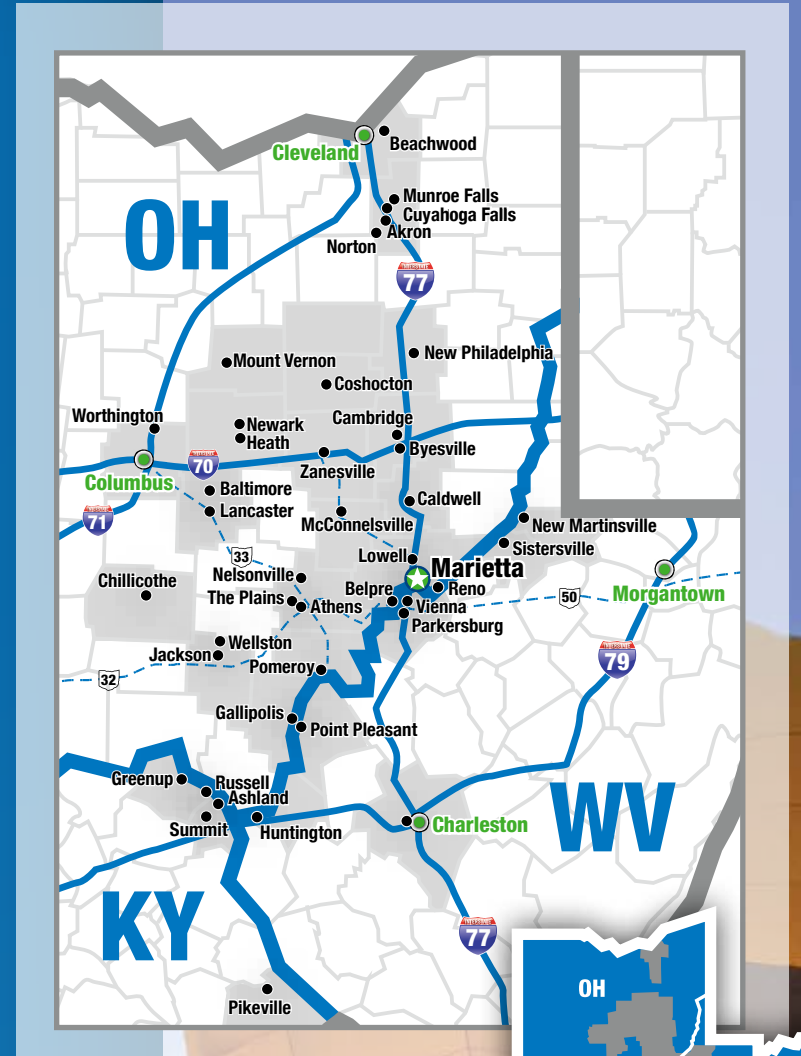 Beachwood
Cleveland
Munroe Falls
OH
Cuyahoga Falls
Akron
Norton
77
New Philadelphia
Mount Vernon
Coshocton
Worthington
Cambridge
Newark
Heath
Byesville
70
Zanesville
Columbus
Baltimore
Caldwell
71
Lancaster
McConnelsville
New Martinsville
33
Lowell
Sistersville
Marietta
Nelsonville
Chillicothe
Belpre
Reno
Morgantown
The Plains
50
Athens
Vienna
Parkersburg
Wellston
Jackson
79
Pomeroy
32
Gallipolis
Point Pleasant
Greenup
Russell
Ashland
WV
Summit
Huntington
Charleston
KY
77
OH
Pikeville